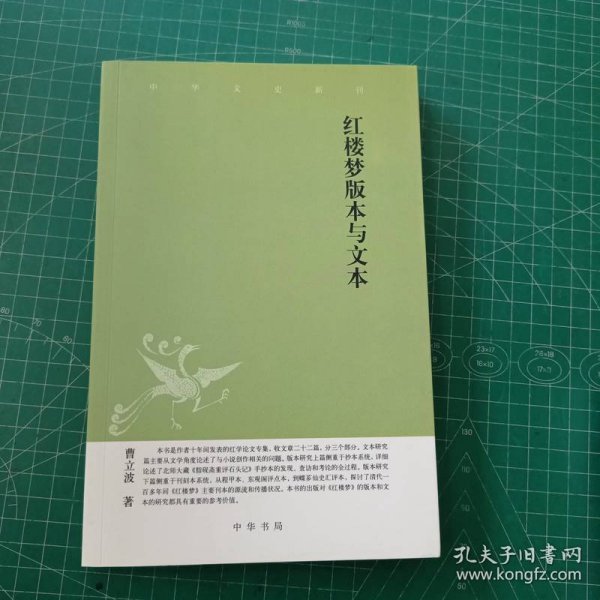 中华文史新刊
红楼梦版本与文本
曹立波 著
本书是作者十年间发表的红学论文专集，收文章二十二篇，分三个部分。文本研究
篇主要从文学角度论述了与小说创作相关的问题。版本研究上篇侧重于抄本系统，详细
论述了北师大藏《脂砚斋重评石头记》手抄本的发现、查访和考论的全过程。版本研究
下篇侧重于刊刻本系统，从程甲本、东观阁评点本，到蝶芗仙史汇评本，探讨了清代一
百多年间《红楼梦》主要刊本的源流和传播状况。本书的出版对《红楼梦》的版本和文
本的研究都具有重要的参考价值。
中华书局
孔夫子旧书网
www.kongfz.com